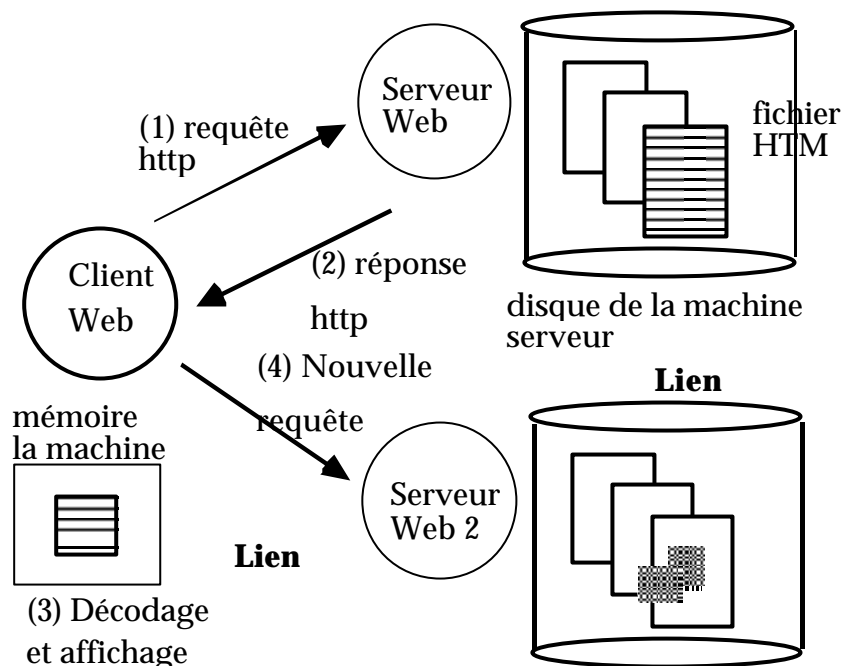 Serveur
Web
fichier
HTM
(1) requête
http
Client
Web
(2) réponse
http
disque de la machine
serveur
(4) Nouvelle
requête
Lien
mémoire
la machine
Serveur
Web 2
Lien
(3) Décodage
et affichage